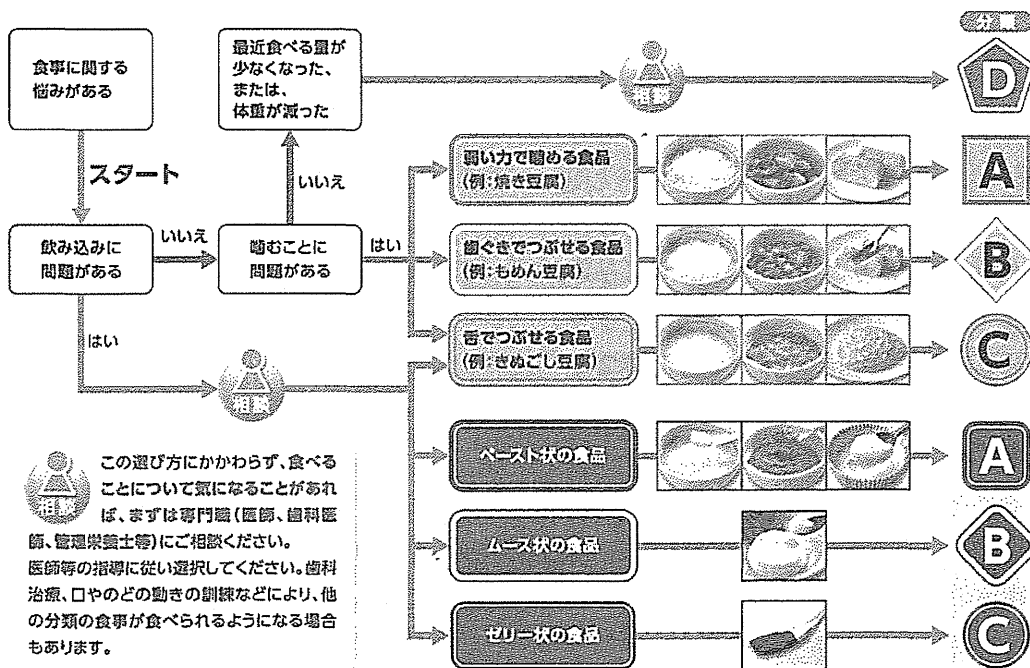 分類
食事に関する
悩みがある
最近食べる量が
少なくなった、
または、
体重が減った
相談
D
スタート
いいえ
弱い力で噛める食品
(例:焼き豆腐)
A
飲み込みに
問題がある
いいえ
噛むことに
問題がある
はい
歯ぐきでつぶせる食品
(例:もめん豆腐)
B
はい
舌でつぶせる食品
(例:きぬごし豆腐)
C
相談
ペースト状の食品
A
ムース状の食品
B
ゼリー状の食品
C
相談
この選び方にかかわらず、食べる
ことについて気になることがあれ
ば、まずは専門職(医師、歯科医
師、管理栄養士等)にご相談ください。
医師等の指導に従い選択してください。歯科
治療、口やのどの動きの訓練などにより、他
の分類の食事が食べられるようになる場合
もあります。